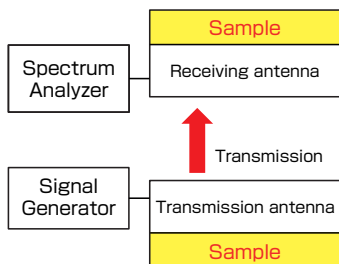 Sample
Spectrum
Analyzer
Receiving antenna
Transmission
Signal
Generator
Transmission antenna
Sample